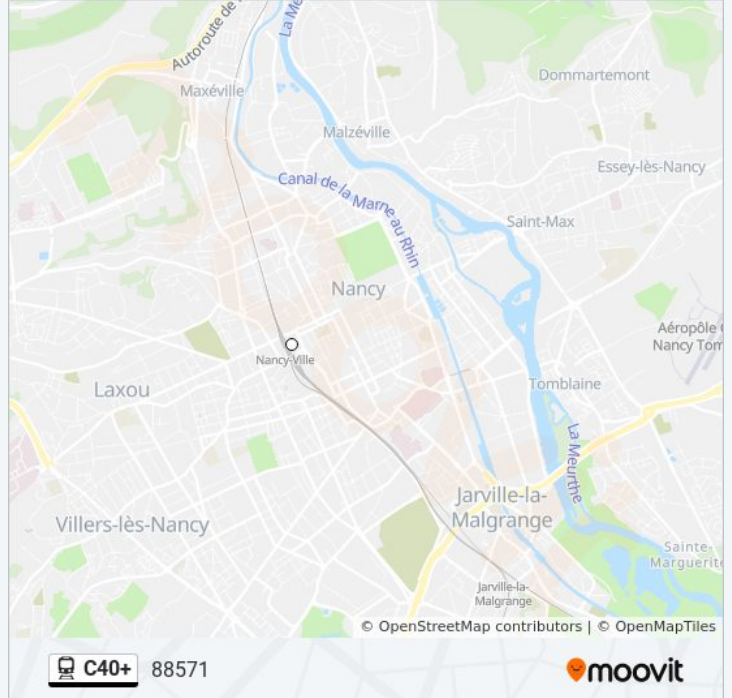 La Me
Autoroute de
Maxéville
Dommartemont
Malzéville
Essey-lès-Nancy
Canal de la Marne au Rhin
Saint-Max
Nancy
Aéropôle
Nancy Tom
Nancy-Ville
Laxou
Tomblaine
La Meurthe
Jarville-la-
Malgrange
Villers-lès-Nancy
Sainte-
Marguerite
Jarville-la-
Malgrange
© OpenStreetMap contributors | © OpenMapTiles
C40+ 88571
moovit